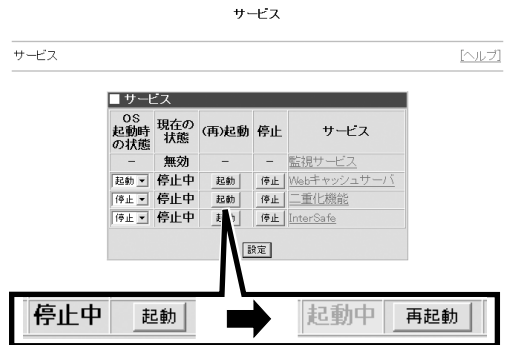 サービス
サービス [ヘルプ]
■ サービス
OS起動時の状態 現在の状態 (再)起動 停止 サービス
− 無効 − − 監視サービス
起動 停止中 起動 停止 Webキャッシュサーバ
停止 停止中 起動 停止 二重化機能
停止 停止中 停止 InterSafe
設定
停止中 起動 起動中 再起動